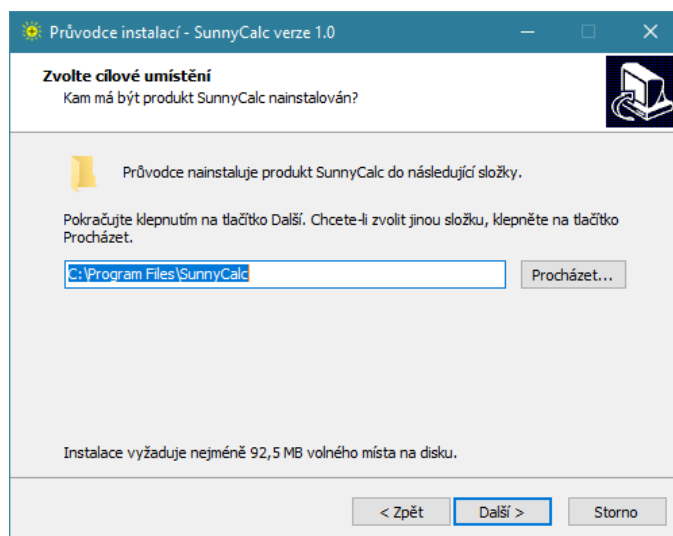 Průvodce instalací - SunnyCalc verze 1.0
Zvolte cílové umístění
Kam má být produkt SunnyCalc nainstalován?
Průvodce nainstaluje produkt SunnyCalc do následující složky.
Pokračujte klepnutím na tlačítko Další. Chcete-li zvolit jinou složku, klepněte na tlačítko
Procházet.
C:\Program Files\SunnyCalc
Procházet...
Instalace vyžaduje nejméně 92,5 MB volného místa na disku.
< Zpět
Další >
Storno